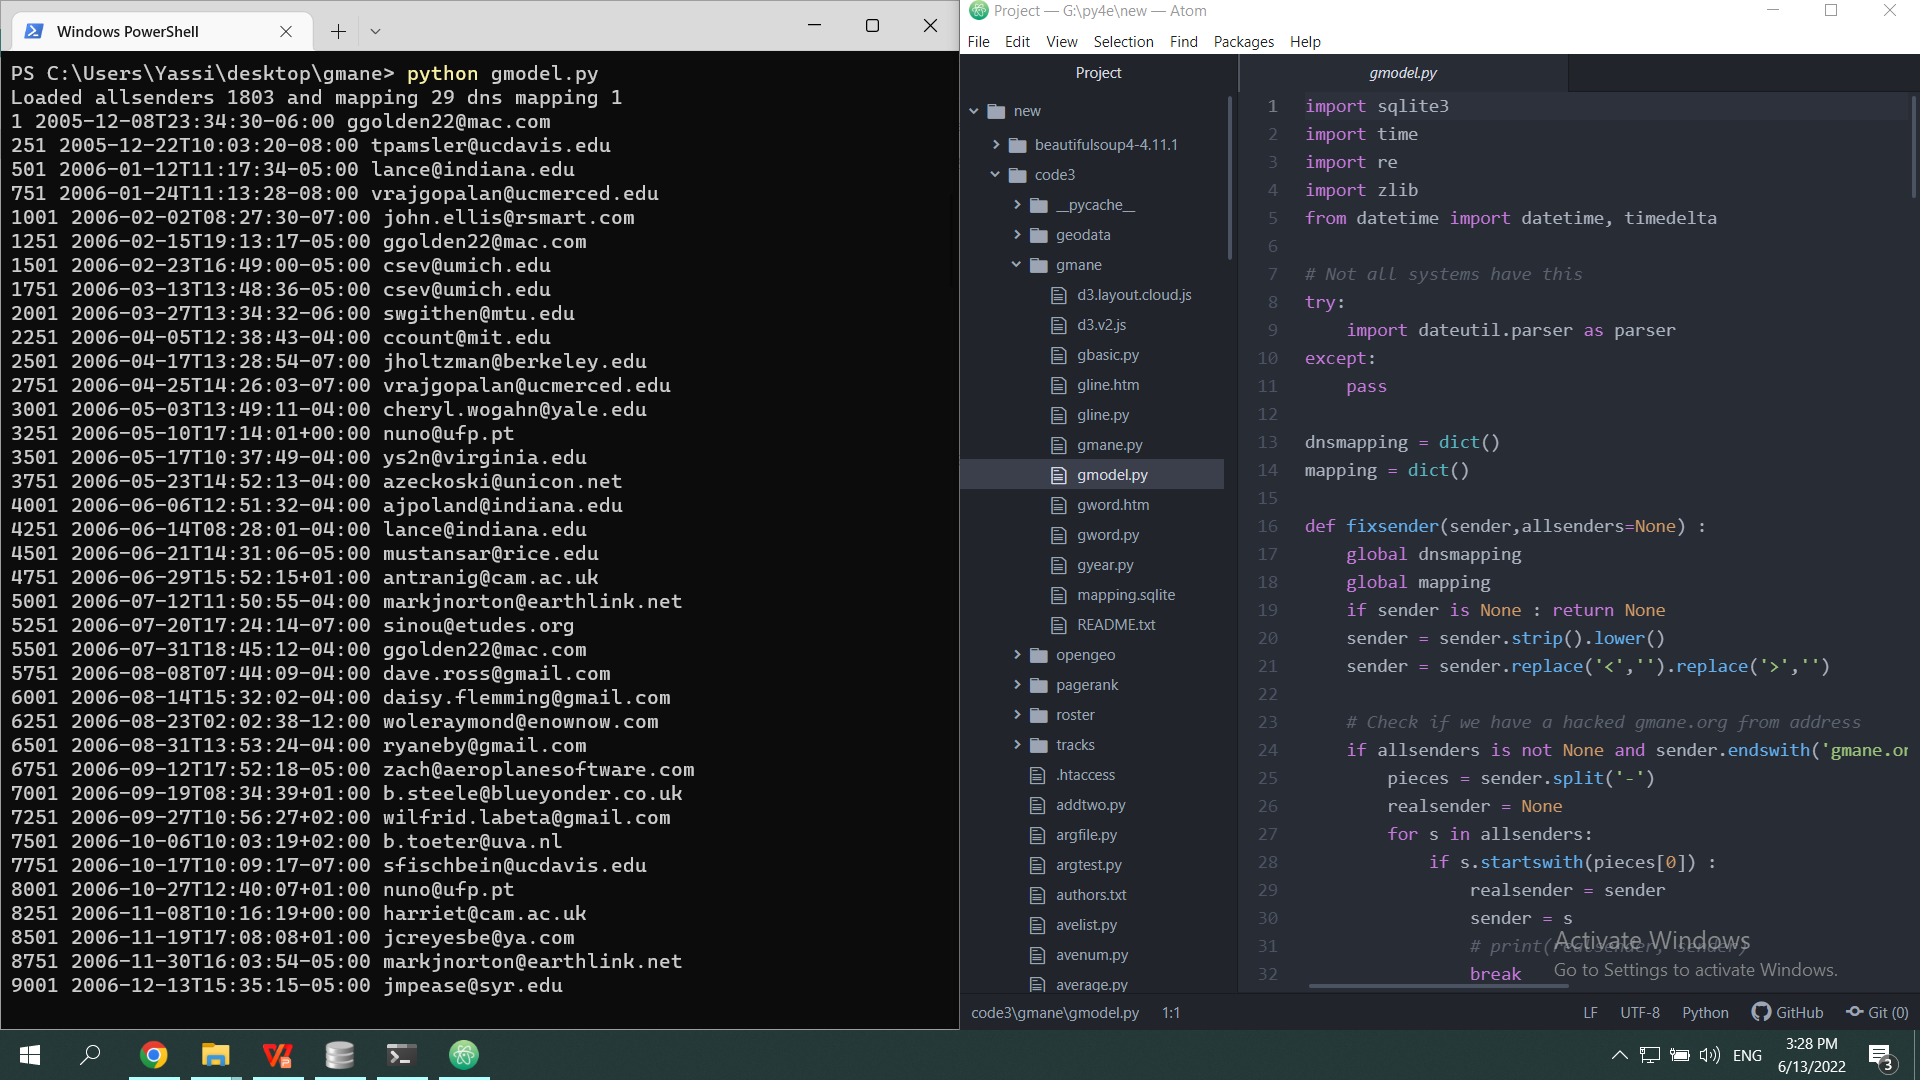 Windows PowerShell
PS C:\Users\Yassi\desktop\gmane> python gmodel.py
Loaded allsenders 1803 and mapping 29 dns mapping 1
1 2005-12-08T23:34:30-06:00 ggolden22@mac.com
251 2005-12-22T10:03:20-08:00 tpamsler@ucdavis.edu
501 2006-01-12T11:17:34-05:00 lance@indiana.edu
751 2006-01-24T11:13:28-08:00 vrajgopalan@ucmerced.edu
1001 2006-02-02T08:27:30-07:00 john.ellis@rsmart.com
1251 2006-02-15T19:13:17-05:00 ggolden22@mac.com
1501 2006-02-23T16:49:00-05:00 csev@umich.edu
1751 2006-03-13T13:48:36-05:00 csev@umich.edu
2001 2006-03-27T13:34:32-06:00 swgithen@mtu.edu
2251 2006-04-05T12:38:43-04:00 ccount@mit.edu
2501 2006-04-17T13:28:54-07:00 jholtzman@berkeley.edu
2751 2006-04-25T14:26:03-07:00 vrajgopalan@ucmerced.edu
3001 2006-05-03T13:49:11-04:00 cheryl.wogahn@yale.edu
3251 2006-05-10T17:14:01+00:00 nuno@ufp.pt
3501 2006-05-17T10:37:49-04:00 ys2n@virginia.edu
3751 2006-05-23T14:52:13-04:00 azeckoski@unicon.net
4001 2006-06-06T12:51:32-04:00 ajpoland@indiana.edu
4251 2006-06-14T08:28:01-04:00 lance@indiana.edu
4501 2006-06-21T14:31:06-05:00 mustansar@rice.edu
4751 2006-06-29T15:52:15+01:00 antranig@cam.ac.uk
5001 2006-07-12T11:50:55-04:00 markjnorton@earthlink.net
5251 2006-07-20T17:24:14-07:00 sinou@etudes.org
5501 2006-07-31T18:45:12-04:00 ggolden22@mac.com
5751 2006-08-08T07:44:09-04:00 dave.ross@gmail.com
6001 2006-08-14T15:32:02-04:00 daisy.flemming@gmail.com
6251 2006-08-23T02:02:38-12:00 woleraymond@enownow.com
6501 2006-08-31T13:53:24-04:00 ryaneby@gmail.com
6751 2006-09-12T17:52:18-05:00 zach@aeroplanesoftware.com
7001 2006-09-19T08:34:39+01:00 b.steele@blueyonder.co.uk
7251 2006-09-27T10:56:27+02:00 wilfrid.labeta@gmail.com
7501 2006-10-06T10:03:19+02:00 b.toeter@uva.nl
7751 2006-10-17T10:09:17-07:00 sfischbein@ucdavis.edu
8001 2006-10-27T12:40:07+01:00 nuno@ufp.pt
8251 2006-11-08T10:16:19+00:00 harriet@cam.ac.uk
8501 2006-11-19T17:08:08+01:00 jcreyesbe@ya.com
8751 2006-11-30T16:03:54-05:00 markjnorton@earthlink.net
9001 2006-12-13T15:35:15-05:00 jmpease@syr.edu
Project — G:\py4e\new — Atom
File Edit View Selection Find Packages Help
Project
new
beautifulsoup4-4.11.1
code3
__pycache__
geodata
gmane
d3.layout.cloud.js
d3.v2.js
gbasic.py
gline.htm
gline.py
gmane.py
gmodel.py
gword.htm
gword.py
gyear.py
mapping.sqlite
README.txt
opengeo
pagerank
roster
tracks
.htaccess
addtwo.py
argfile.py
argtest.py
authors.txt
avelist.py
avenum.py
average.py
gmodel.py
1 import sqlite3
2 import time
3 import re
4 import zlib
5 from datetime import datetime, timedelta
6
7 # Not all systems have this
8 try:
9     import dateutil.parser as parser
10 except:
11     pass
12
13 dnsmapping = dict()
14 mapping = dict()
15
16 def fixsender(sender,allsenders=None) :
17     global dnsmapping
18     global mapping
19     if sender is None : return None
20     sender = sender.strip().lower()
21     sender = sender.replace('<','').replace('>','')
22
23     # Check if we have a hacked gmane.org from address
24     if allsenders is not None and sender.endswith('gmane.or
25         pieces = sender.split('-')
26         realsender = None
27         for s in allsenders:
28             if s.startswith(pieces[0]) :
29                 realsender = sender
30                 sender = s
31                 # print(realsender, sender)
32                 break
Activate Windows
Go to Settings to activate Windows.
code3\gmane\gmodel.py 1:1 LF UTF-8 Python GitHub Git (0)
ENG
3:28 PM
6/13/2022
3